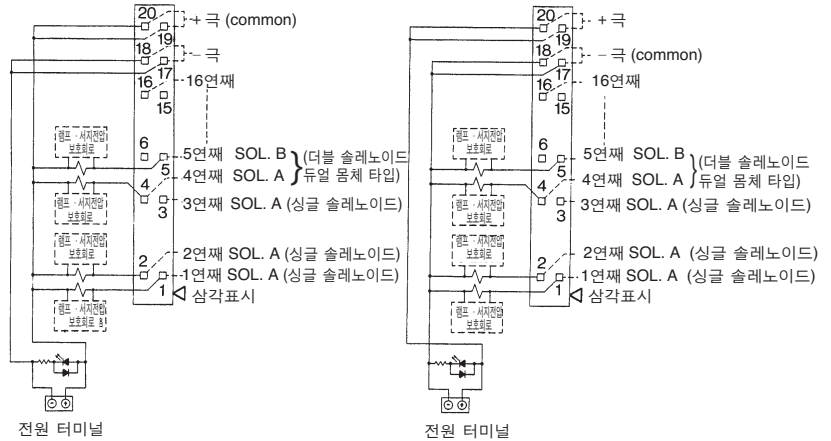 20
+ 극 (common)
19
18
– 극
17
16
16연째
15
램프 · 서지전압
보호회로
6
5연째 SOL. B
(더블 솔레노이드
5
4
4연째 SOL. A
듀얼 몸체 타입)
램프 · 서지전압
보호회로
3연째 SOL. A (싱글 솔레노이드)
3
램프 · 서지전압
보호회로
2
2연째 SOL. A (싱글 솔레노이드)
1연째 SOL. A (싱글 솔레노이드)
1
삼각표시
램프 · 서지전압
보호회로
전원 터미널
20
+ 극
19
18
– 극 (common)
17
16
16연째
15
램프 · 서지전압
보호회로
6
5연째 SOL. B
(더블 솔레노이드
5
4
4연째 SOL. A
듀얼 몸체 타입)
램프 · 서지전압
보호회로
3연째 SOL. A (싱글 솔레노이드)
3
램프 · 서지전압
보호회로
2
2연째 SOL. A (싱글 솔레노이드)
1연째 SOL. A (싱글 솔레노이드)
1
삼각표시
램프 · 서지전압
보호회로
전원 터미널